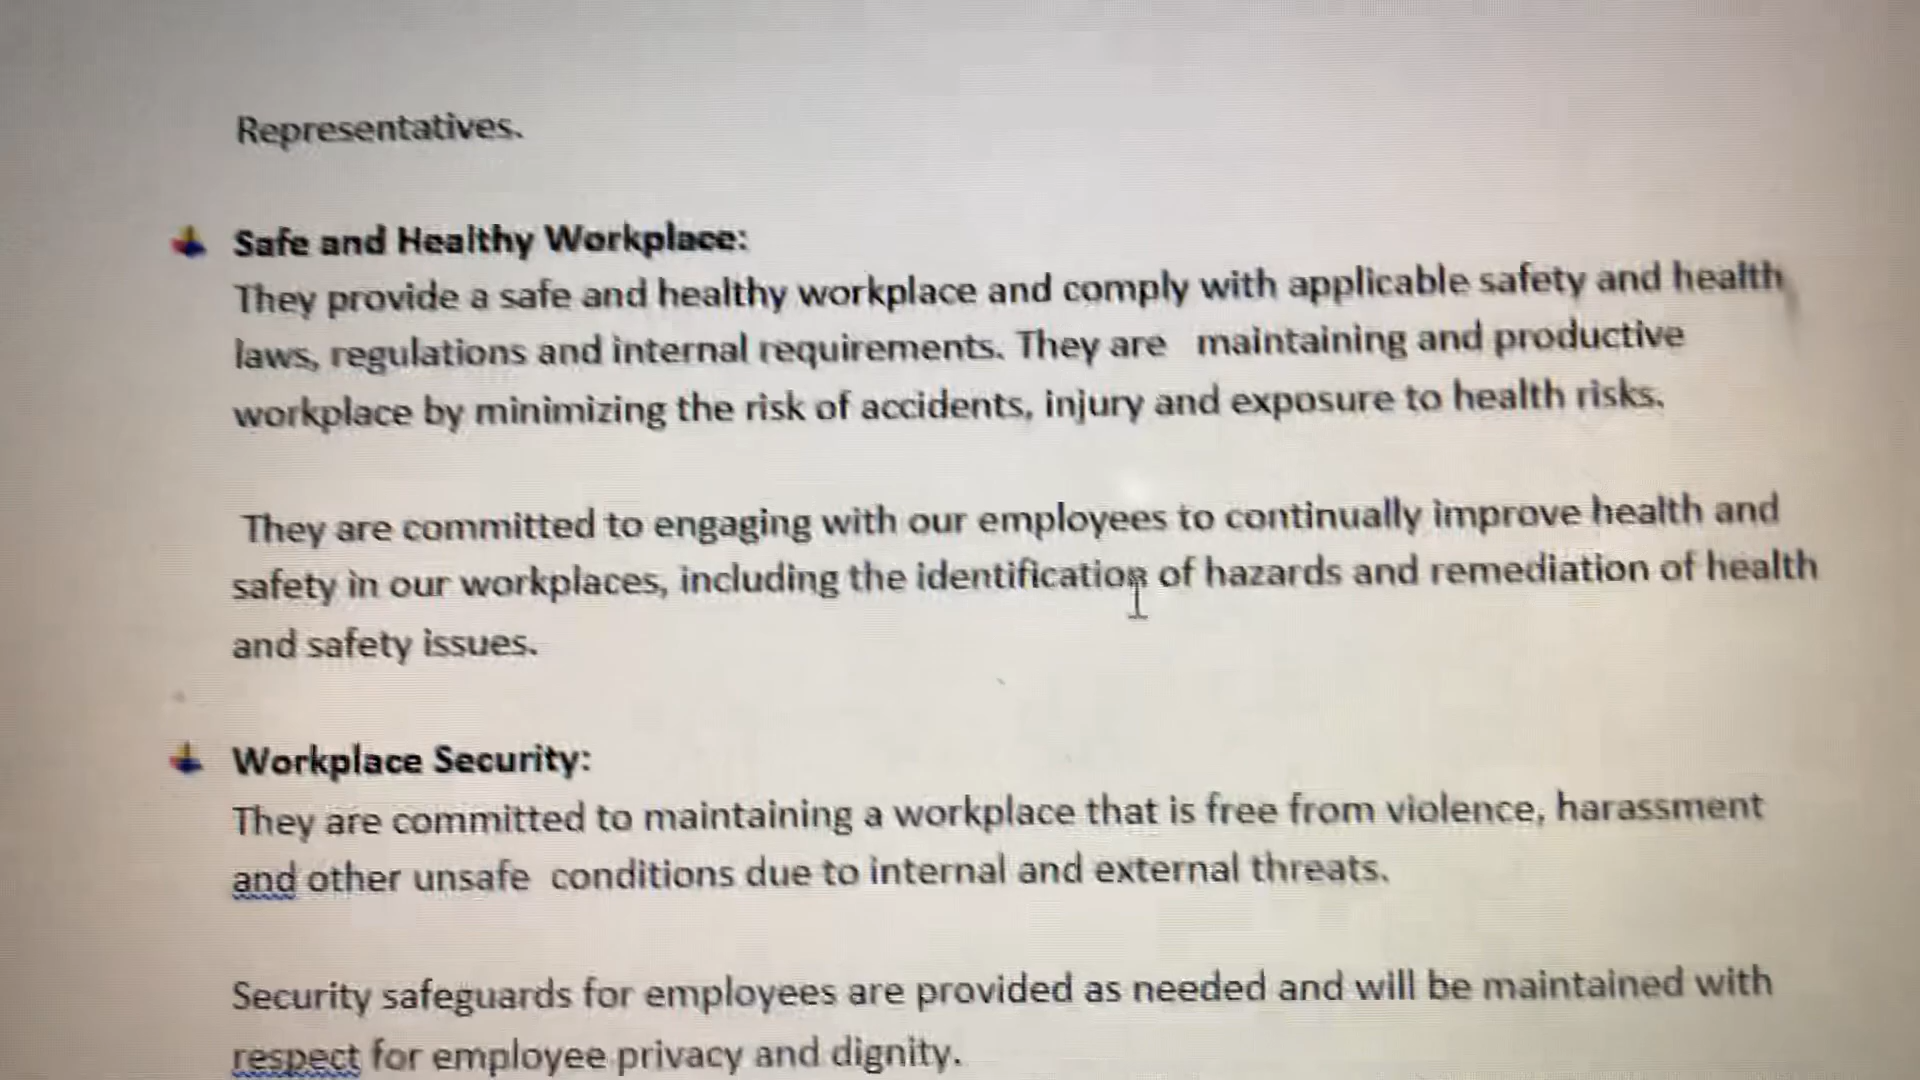 Representatives.
Safe and Healthy Workplace:
They provide a safe and healthy workplace and comply with applicable safety and health
laws, regulations and internal requirements. They are maintaining and productive
workplace by minimizing the risk of accidents, injury and exposure to health risks.
They are committed to engaging with our employees to continually improve health and
safety in our workplaces, including the identification of hazards and remediation of health
and safety issues.
Workplace Security:
They are committed to maintaining a workplace that is free from violence, harassment
and other unsafe conditions due to internal and external threats.
Security safeguards for employees are provided as needed and will be maintained with
respect for employee privacy and dignity.